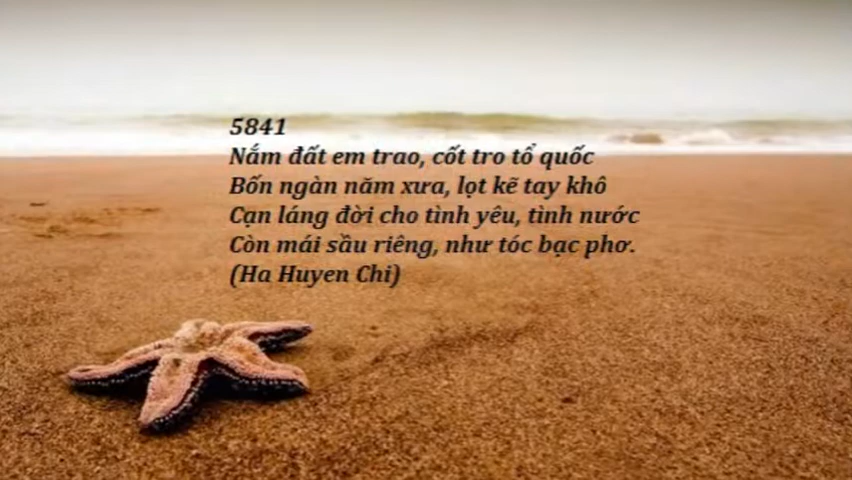 5841
Nắm đất em trao, cốt tro tổ quốc
Bốn ngàn năm xưa, lọt kẽ tay khô
Cạn láng đời cho tình yêu, tình nước
Còn mái sầu riêng, như tóc bạc phơ.
(Ha Huyen Chi)